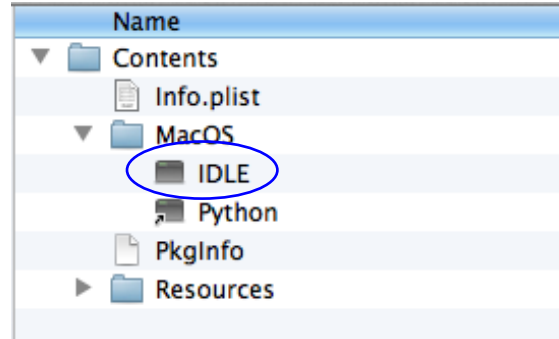 Name
Contents
Info.plist
MacOS
IDLE
Python
PkgInfo
Resources